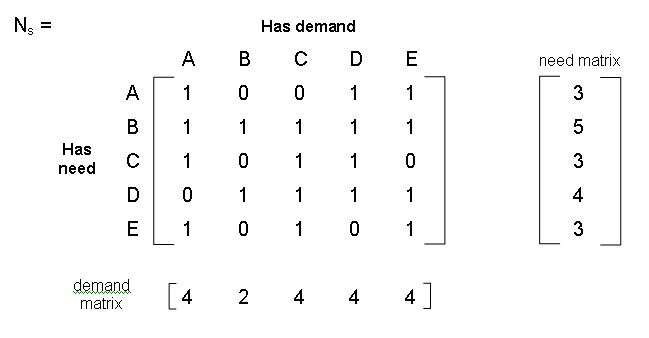 Ns = Has demand
A B C D E need matrix
A 1 0 0 1 1 3
B 1 1 1 1 1 5
Has need C 1 0 1 1 0 3
D 0 1 1 1 1 4
E 1 0 1 0 1 3
demand matrix [ 4 2 4 4 4 ]